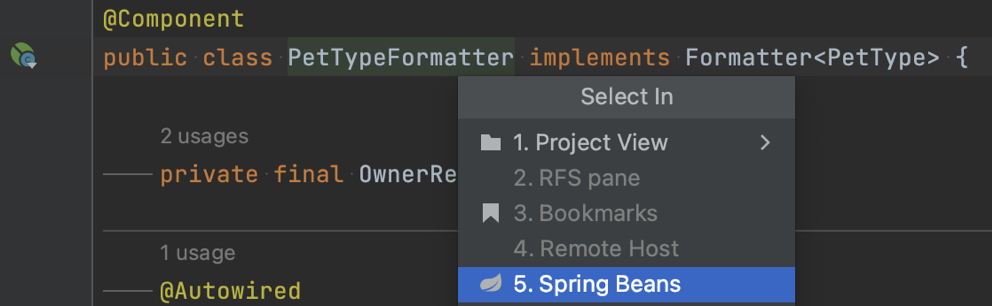 @Component
public class PetTypeFormatter implements Formatter<PetType> {
Select In
2 usages
1. Project View
private final OwnerRe
2. RFS pane
3. Bookmarks
1 usage
4. Remote Host
@Autowired
5. Spring Beans